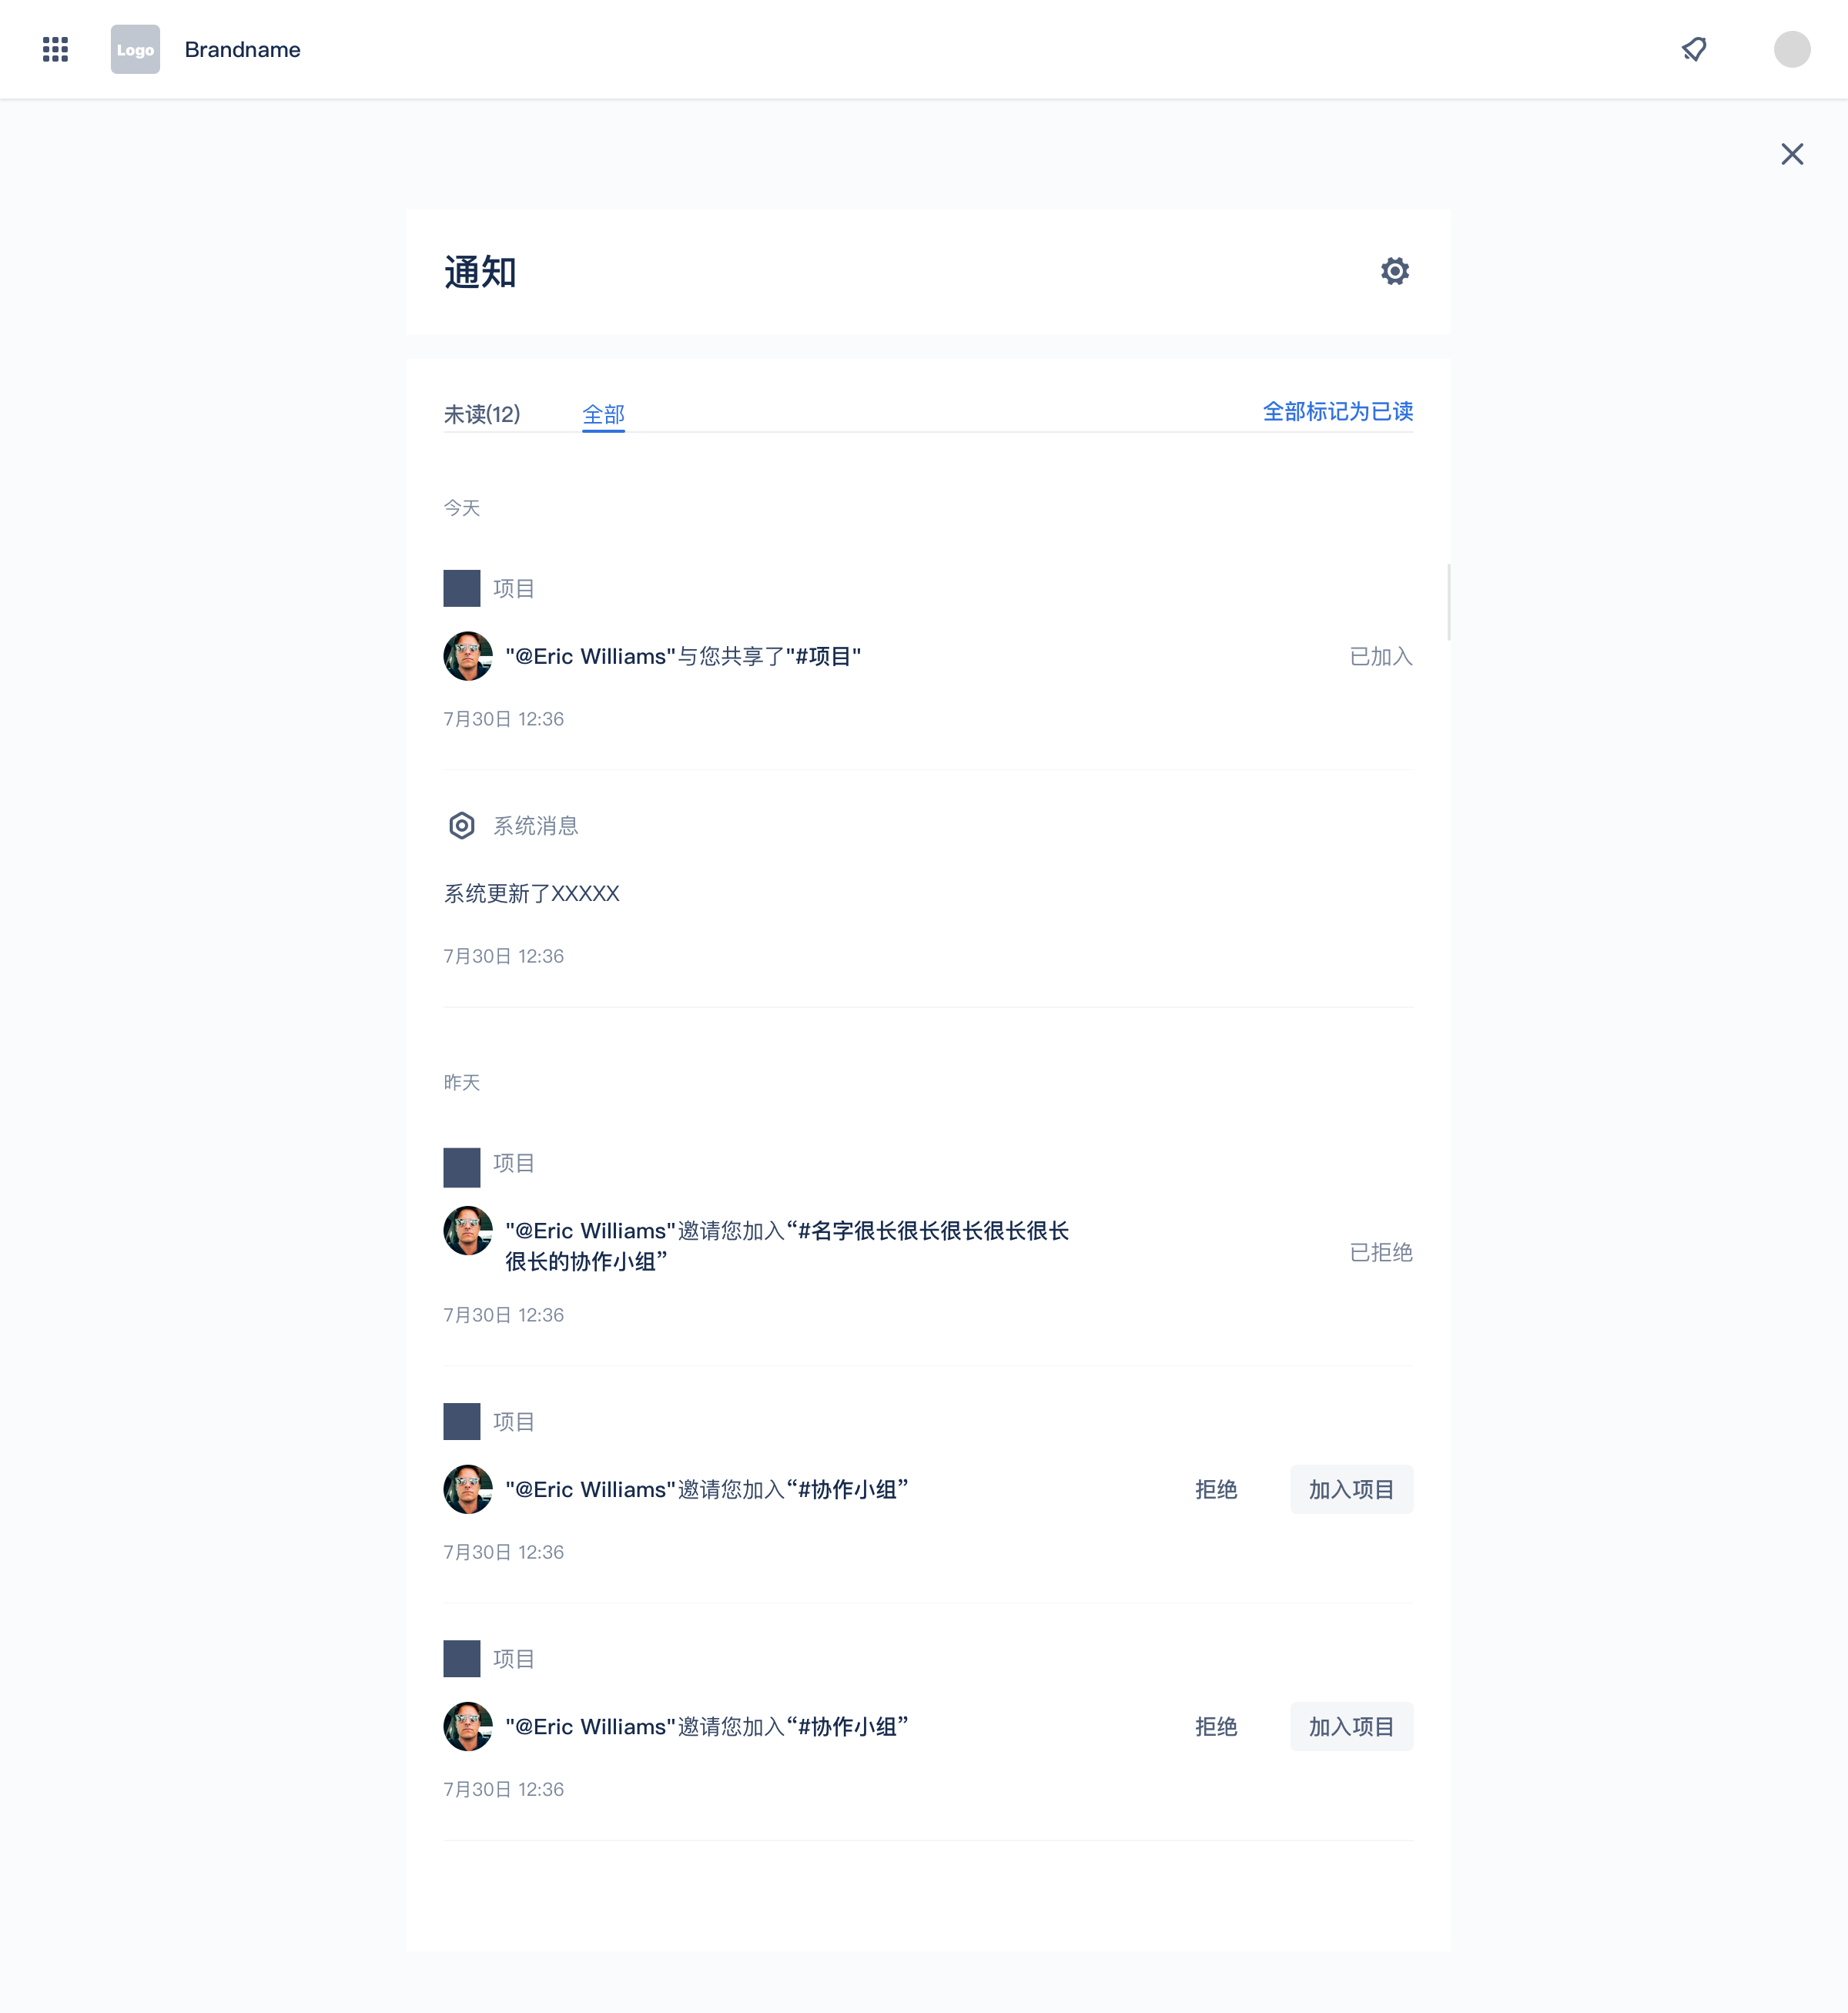 Logo
Brandname
通知
未读(12)
全部
全部标记为已读
今天
项目
"@Eric Williams"与您共享了"#项目"
已加入
7月30日 12:36
系统消息
系统更新了XXXXX
7月30日 12:36
昨天
项目
"@Eric Williams"邀请您加入“#名字很长很长很长很长很长
很长的协作小组”
已拒绝
7月30日 12:36
项目
"@Eric Williams"邀请您加入“#协作小组”
拒绝
加入项目
7月30日 12:36
项目
"@Eric Williams"邀请您加入“#协作小组”
拒绝
加入项目
7月30日 12:36